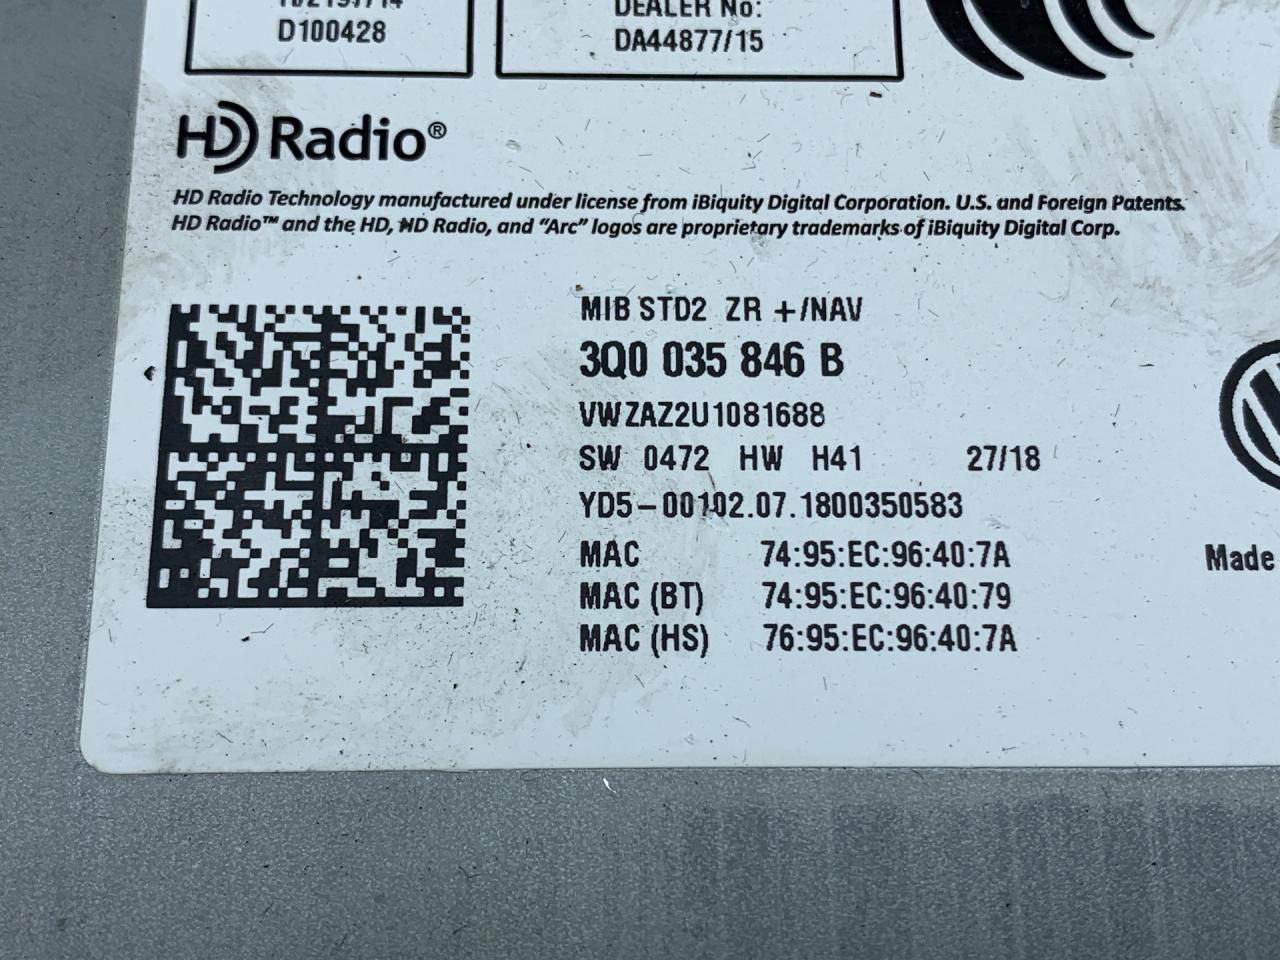 D100428
DEALER No:
DA44877/15
HD Radio®
HD Radio Technology manufactured under license from iBiquity Digital Corporation. U.S. and Foreign Patents.
HD Radio™ and the HD, HD Radio, and “Arc” logos are proprietary trademarks of iBiquity Digital Corp.
MIB STD2 ZR +/NAV
3Q0 035 846 B
VWZAZ2U1081688
SW 0472 HW H41 27/18
YD5-00102.07.1800350583
MAC 74:95:EC:96:40:7A
MAC (BT) 74:95:EC:96:40:79
MAC (HS) 76:95:EC:96:40:7A
Made